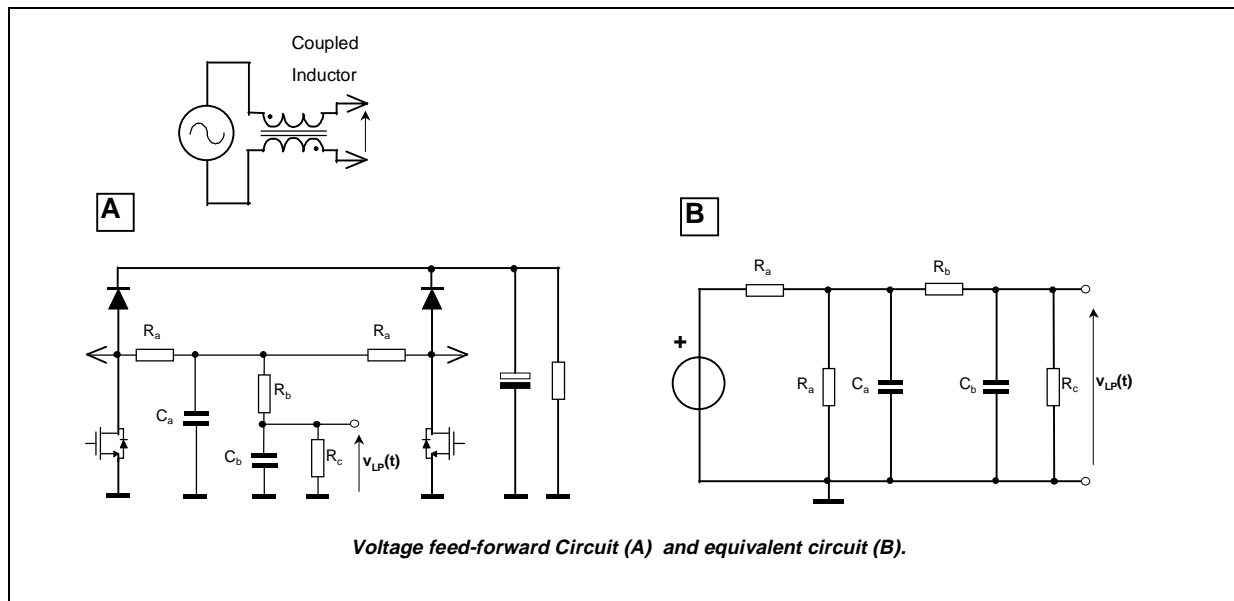 Coupled
Inductor
A
B
Ra
Ra
Rb
Ca
Cb
Rc
vLP(t)
Ra
Rb
+
Ra
Ca
Cb
Rc
vLP(t)
Voltage feed-forward Circuit (A) and equivalent circuit (B).